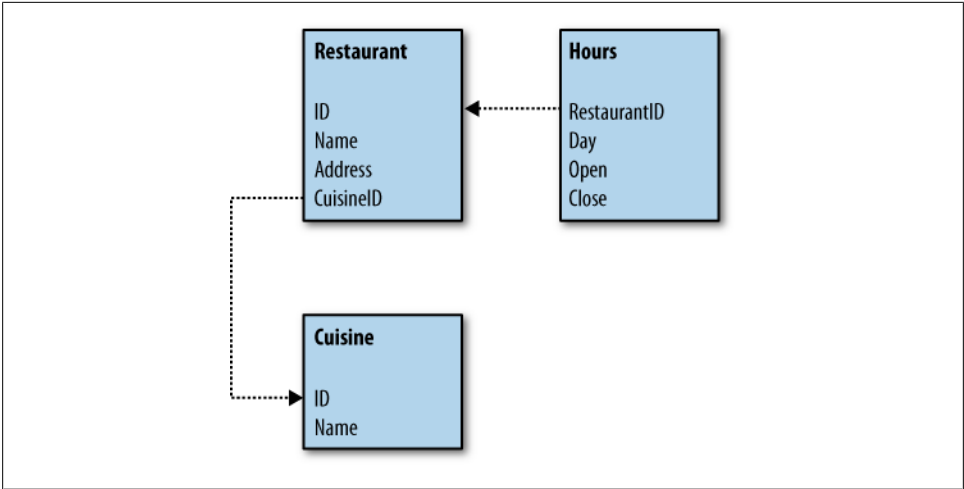 Restaurant
ID
Name
Address
CuisineID
Hours
RestaurantID
Day
Open
Close
Cuisine
ID
Name